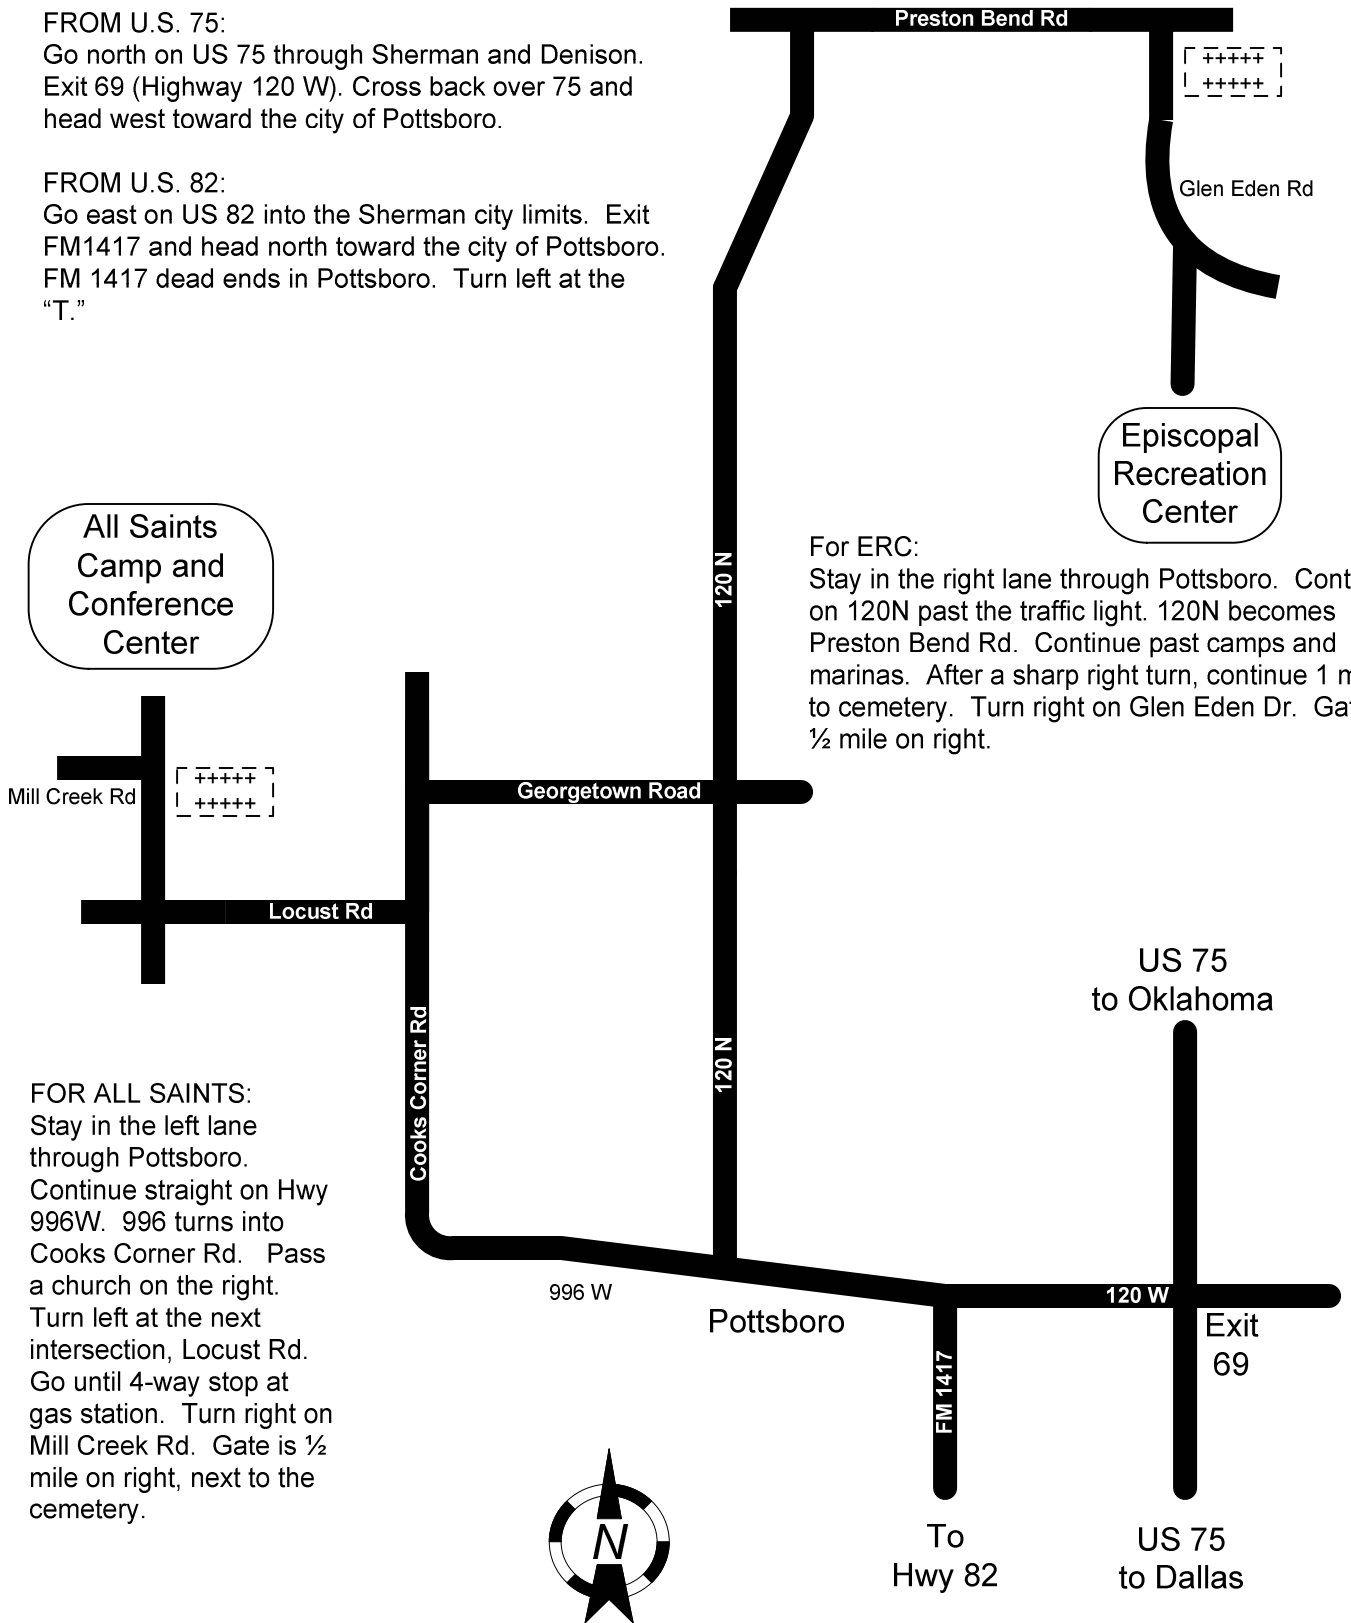 FROM U.S. 75:
Go north on US 75 through Sherman and Denison.
Exit 69 (Highway 120 W). Cross back over 75 and
head west toward the city of Pottsboro.
FROM U.S. 82:
Go east on US 82 into the Sherman city limits.  Exit
FM1417 and head north toward the city of Pottsboro.
FM 1417 dead ends in Pottsboro.  Turn left at the
“T.”
Preston Bend Rd
+++++
+++++
Glen Eden Rd
Episcopal
Recreation
Center
All Saints
Camp and
Conference
Center
120 N
For ERC:
Stay in the right lane through Pottsboro.  Cont
on 120N past the traffic light. 120N becomes
Preston Bend Rd.  Continue past camps and
marinas.  After a sharp right turn, continue 1 m
to cemetery.  Turn right on Glen Eden Dr.  Gat
½ mile on right.
Mill Creek Rd
+++++
+++++
Georgetown Road
Locust Rd
US 75
to Oklahoma
Cooks Corner Rd
120 N
FOR ALL SAINTS:
Stay in the left lane
through Pottsboro.
Continue straight on Hwy
996W.  996 turns into
Cooks Corner Rd.   Pass
a church on the right.
Turn left at the next
intersection, Locust Rd.
Go until 4-way stop at
gas station.  Turn right on
Mill Creek Rd.  Gate is ½
mile on right, next to the
cemetery.
996 W
Pottsboro
120 W
Exit
69
FM 1417
N
To
Hwy 82
US 75
to Dallas